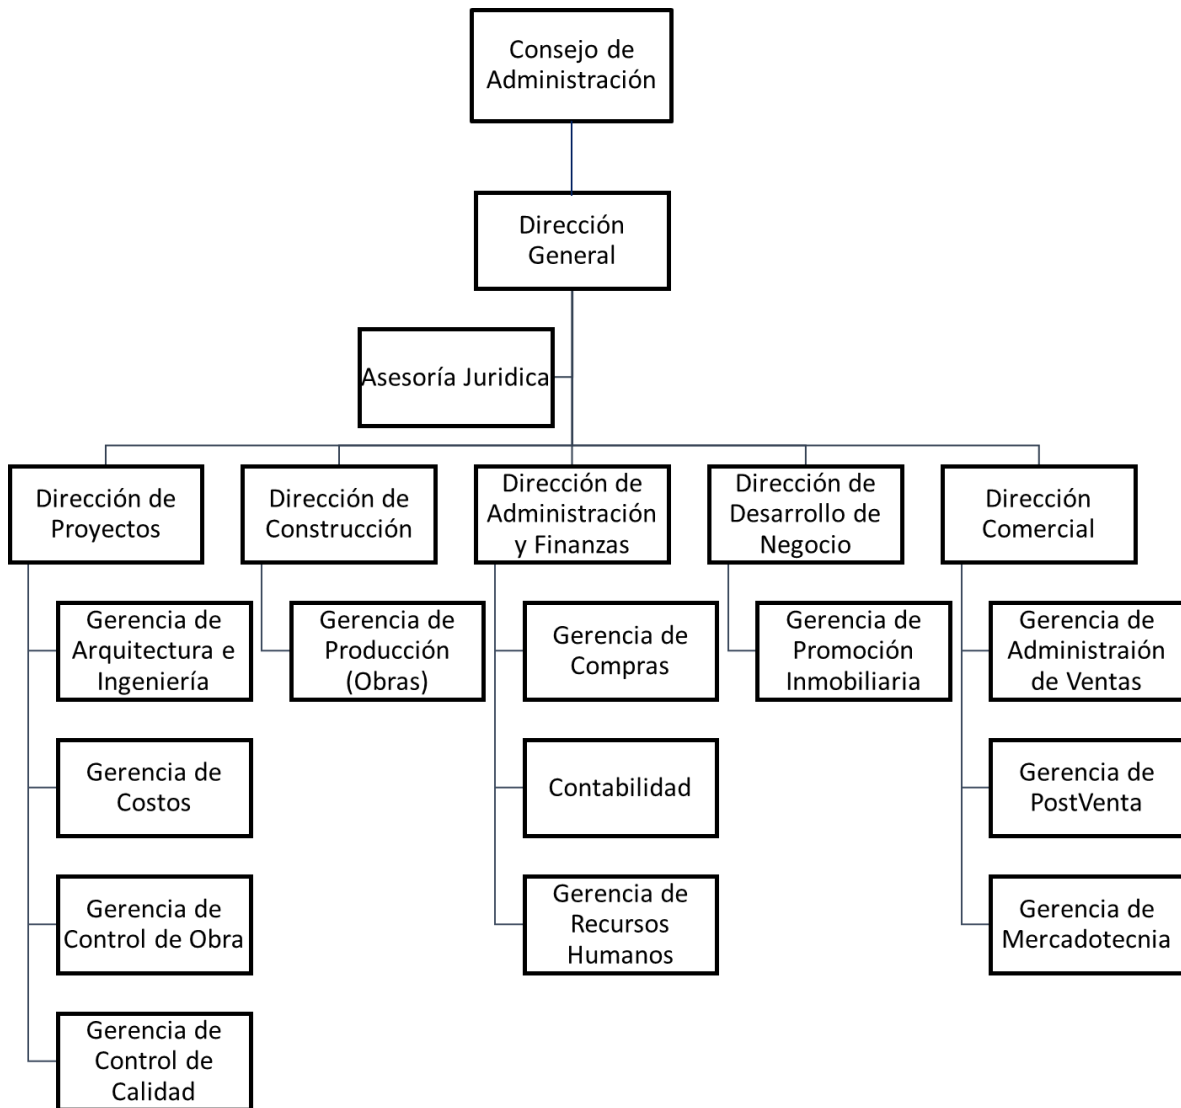 Consejo de
Administración
Dirección
General
Asesoría Juridica
Dirección de
Proyectos
Dirección de
Construcción
Dirección de
Administración
y Finanzas
Dirección de
Desarrollo de
Negocio
Dirección
Comercial
Gerencia de
Arquitectura e
Ingeniería
Gerencia de
Producción
(Obras)
Gerencia de
Compras
Gerencia de
Promoción
Inmobiliaria
Gerencia de
Administraión
de Ventas
Gerencia de
Costos
Contabilidad
Gerencia de
PostVenta
Gerencia de
Control de Obra
Gerencia de
Recursos
Humanos
Gerencia de
Mercadotecnia
Gerencia de
Control de
Calidad